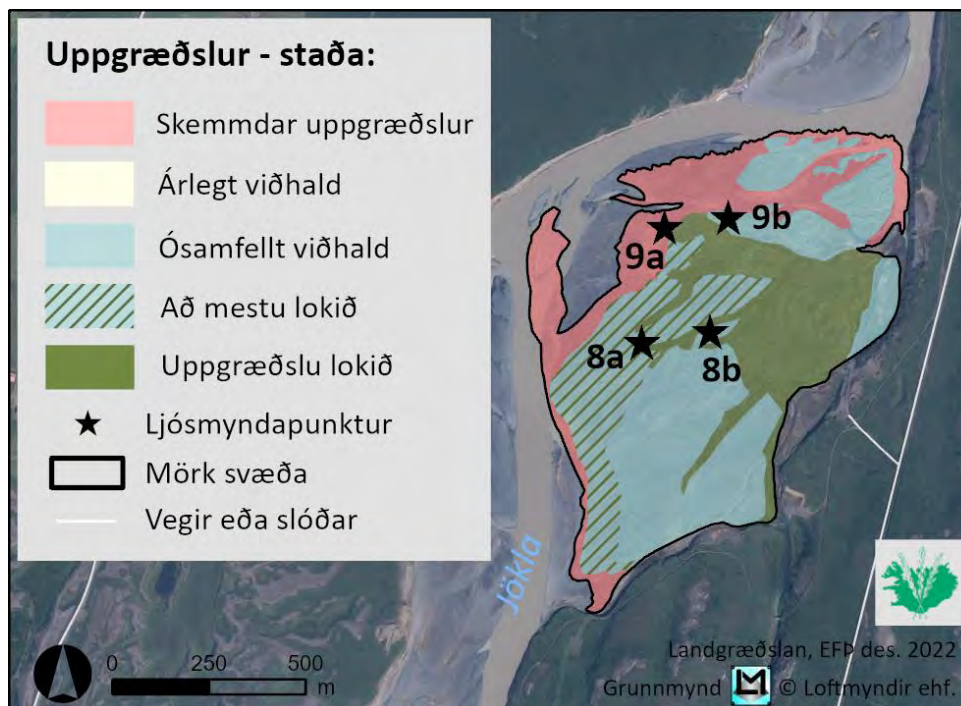 Uppgræðslur - staða:
Skemmdar uppgræðslur
Árlegt viðhald
Ósamfellt viðhald
Að mestu lokið
Uppgræðslu lokið
Ljósmyndapunktur
Mörk svæða
Vegir eða slóðar
9a
9b
8a
8b
Jökla
0 250 500
m
Landgræðslan, EFÞ des. 2022
Grunnmynd © Loftmyndir ehf.